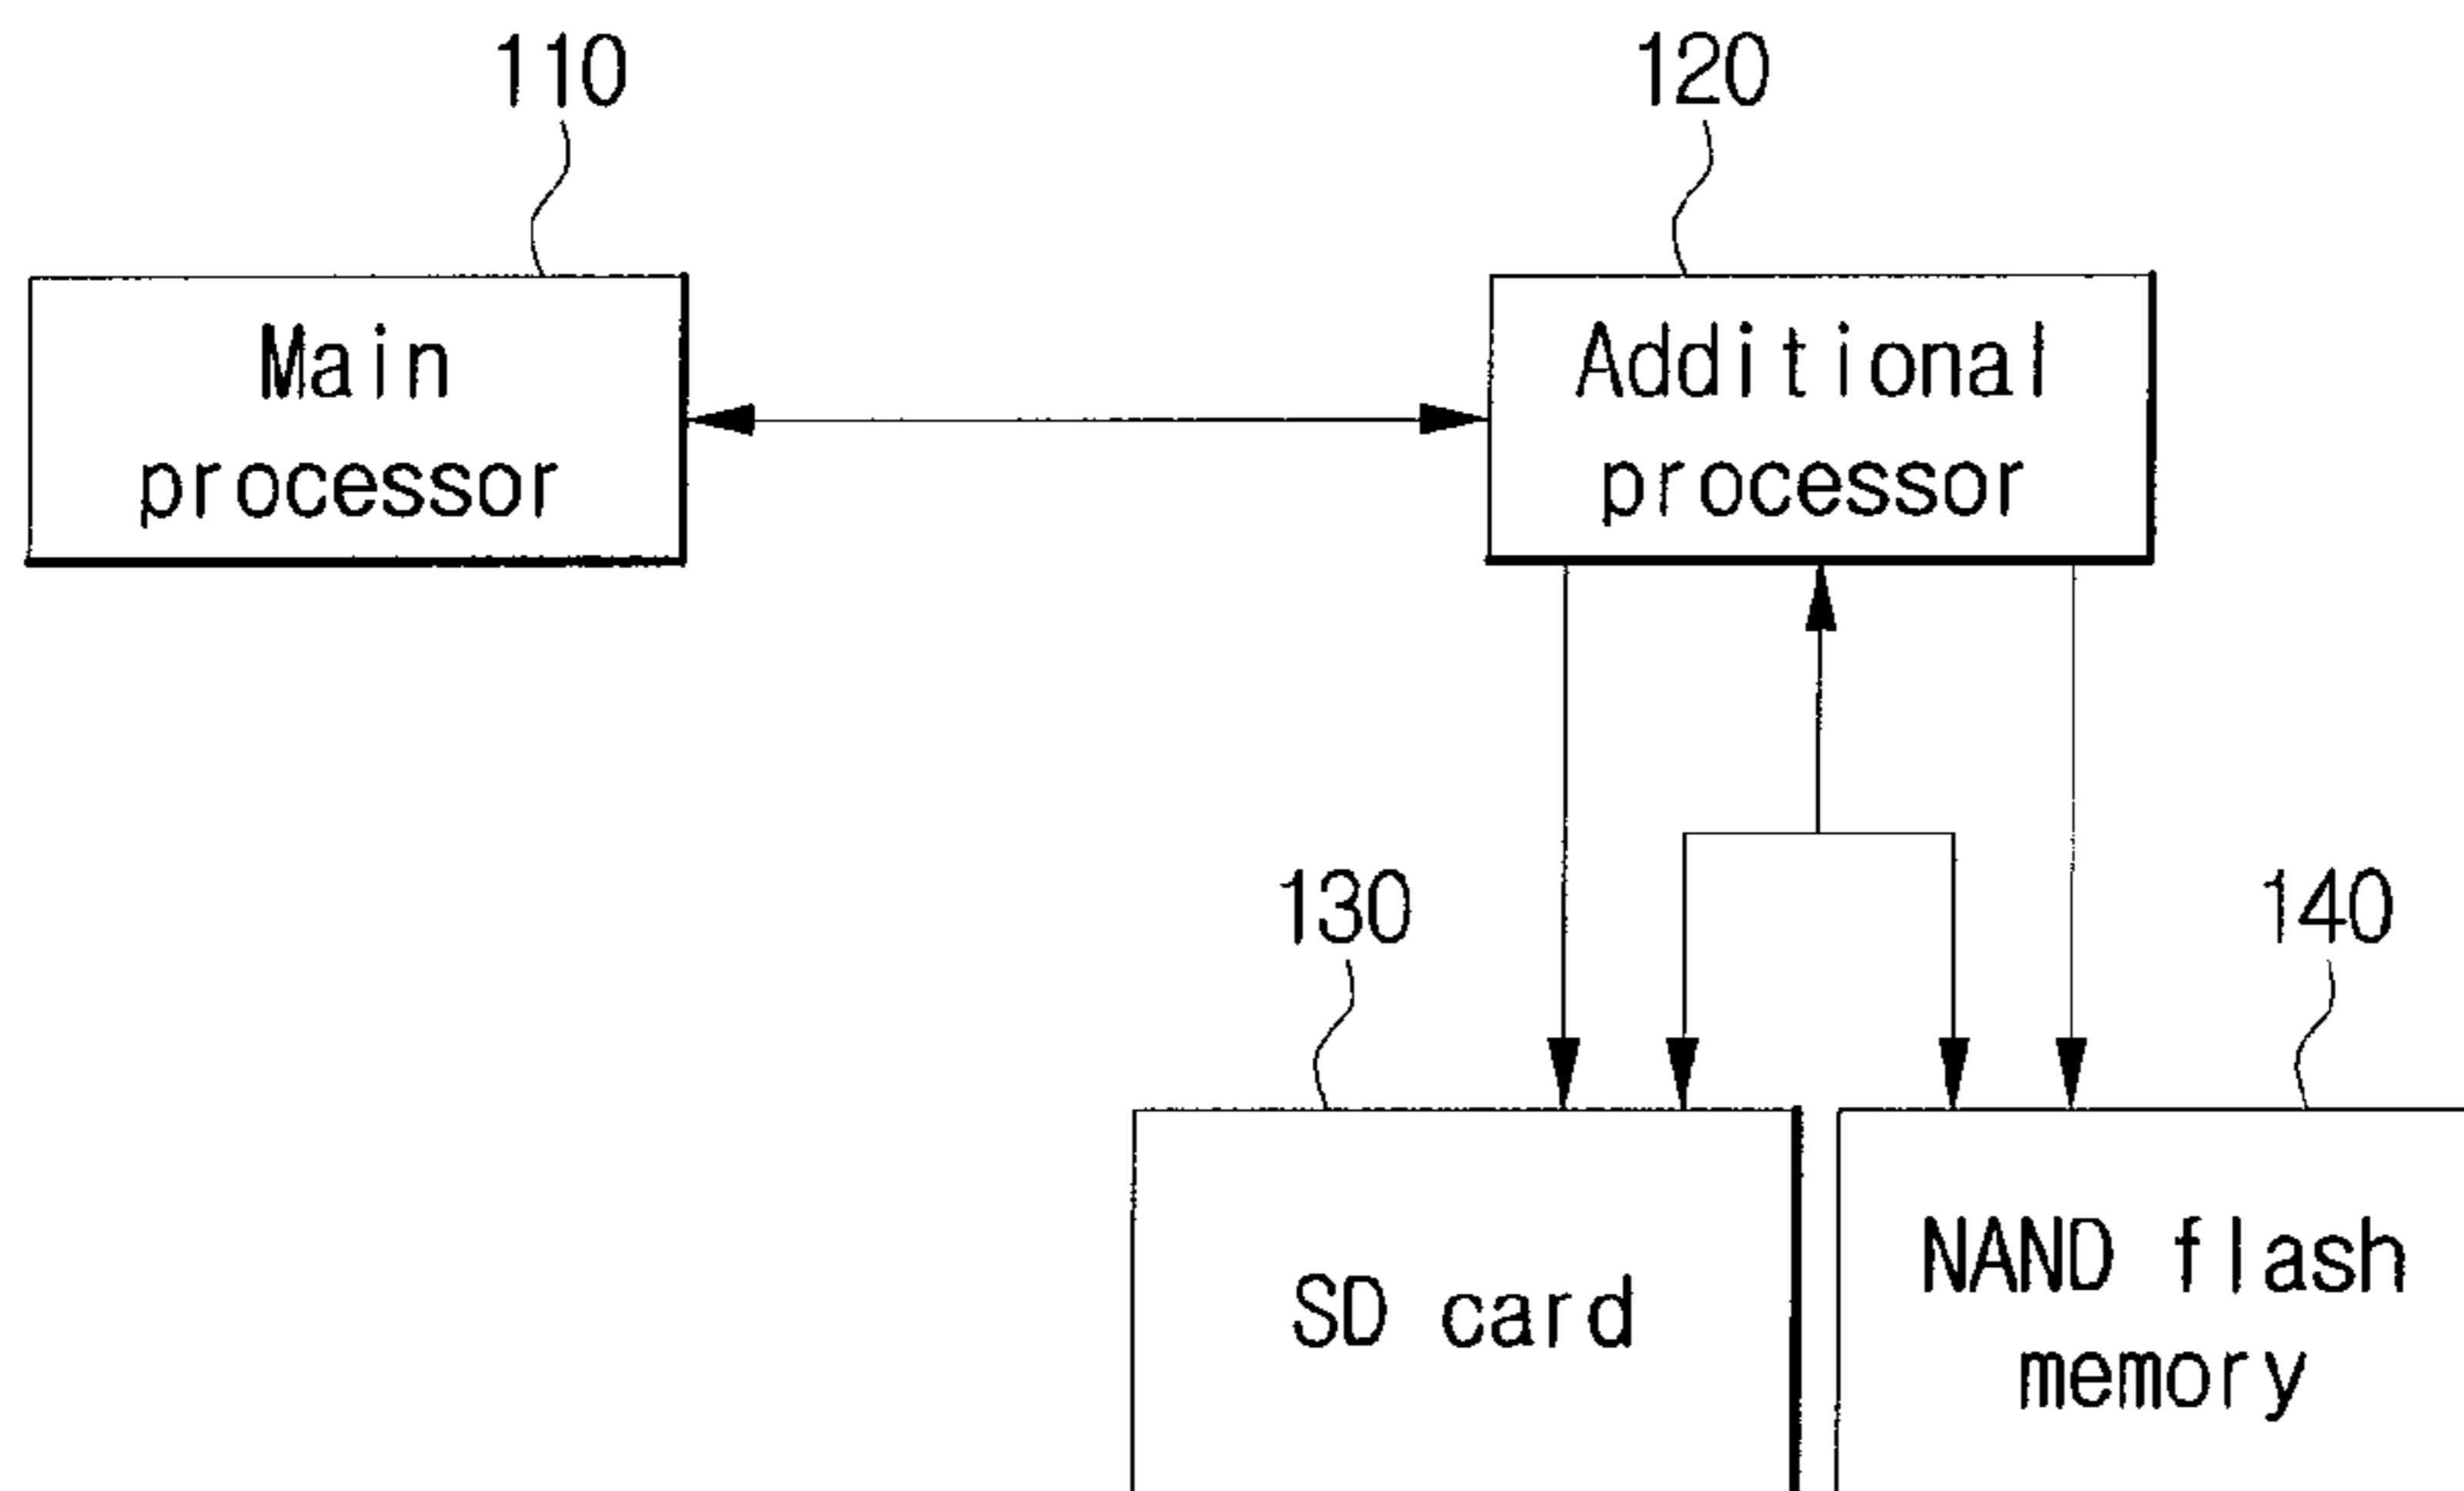 110
120
Main
processor
Additional
processor
130
140
SD card
NAND flash
memory